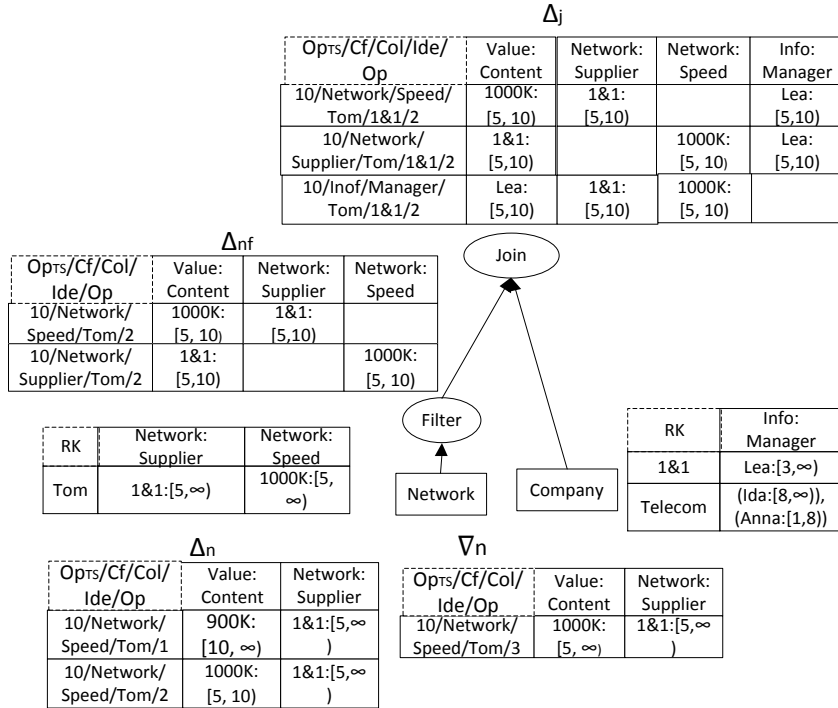 Δj
OpTS/Cf/Col/Ide/
Op
Value:
Content
Network:
Supplier
Network:
Speed
Info:
Manager
10/Network/Speed/
Tom/1&1/2
1000K:
[5, 10)
1&1:
[5,10)
Lea:
[5,10)
10/Network/
Supplier/Tom/1&1/2
1&1:
[5,10)
1000K:
[5, 10)
Lea:
[5,10)
10/Inof/Manager/
Tom/1&1/2
Lea:
[5,10)
1&1:
[5,10)
1000K:
[5, 10)
Δnf
OpTS/Cf/Col/
Ide/Op
Value:
Content
Network:
Supplier
Network:
Speed
10/Network/
Speed/Tom/2
1000K:
[5, 10)
1&1:
[5,10)
10/Network/
Supplier/Tom/2
1&1:
[5,10)
1000K:
[5, 10)
Join
Filter
Network
Company
RK
Network:
Supplier
Network:
Speed
Tom
1&1:[5,∞)
1000K:[5,
∞)
RK
Info:
Manager
1&1
Lea:[3,∞)
Telecom
(Ida:[8,∞)),
(Anna:[1,8))
Δn
OpTS/Cf/Col/
Ide/Op
Value:
Content
Network:
Supplier
10/Network/
Speed/Tom/1
900K:
[10, ∞)
1&1:[5,∞
)
10/Network/
Speed/Tom/2
1000K:
[5, 10)
1&1:[5,∞
)
∇n
OpTS/Cf/Col/
Ide/Op
Value:
Content
Network:
Supplier
10/Network/
Speed/Tom/3
1000K:
[5, ∞)
1&1:[5,∞
)